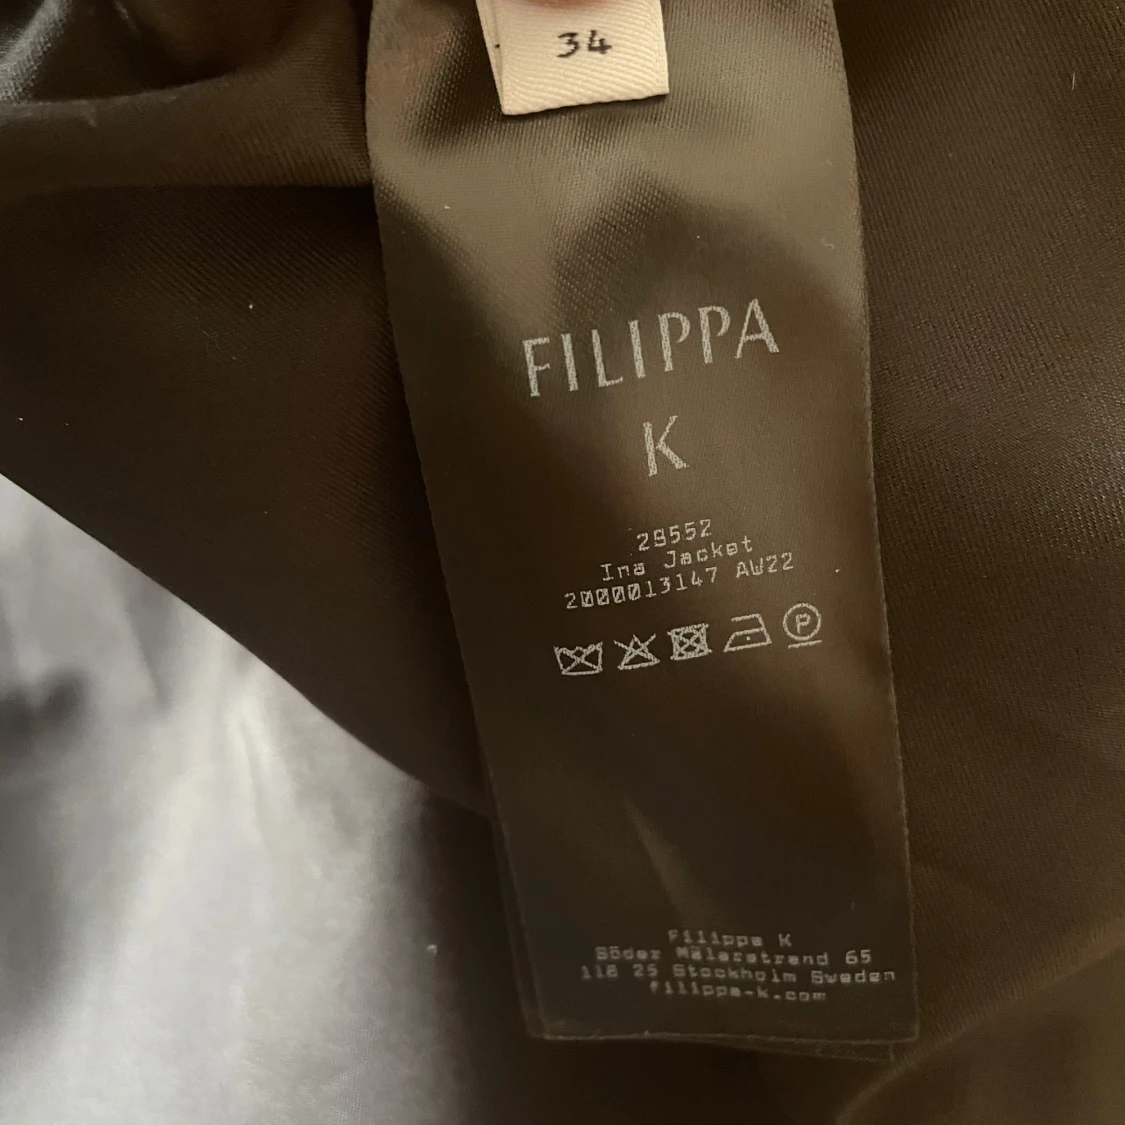 34
FILIPPA
K
29552
Ina Jacket
2000013147 AW22
P
Filippa K
Söder Mälarstrand 65
118 25 Stockholm Sweden
filippa-k.com